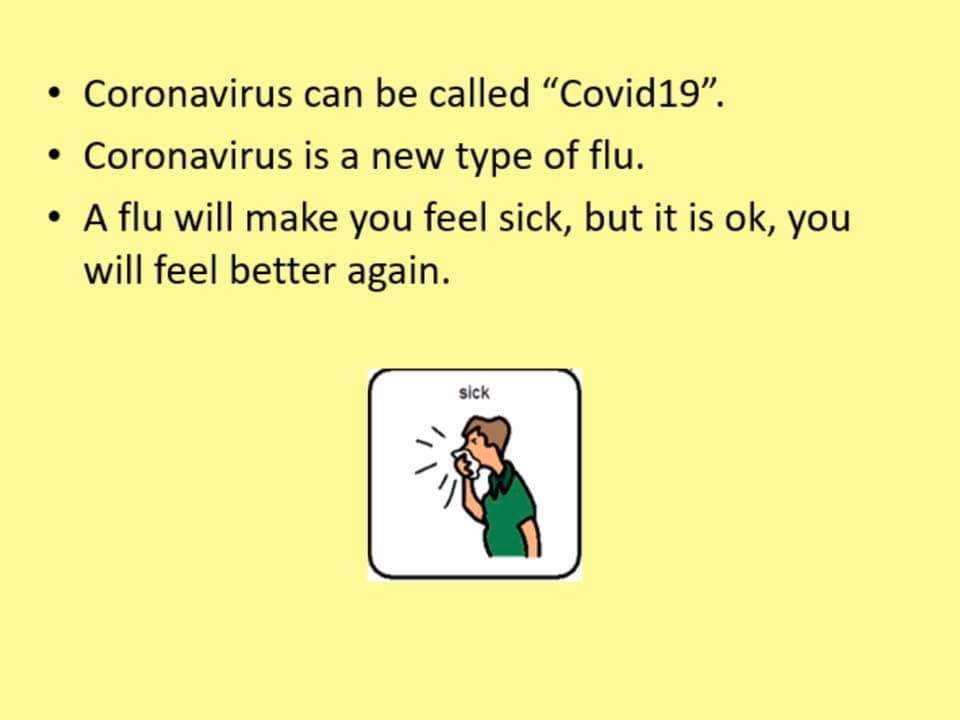 • Coronavirus can be called “Covid19”.
• Coronavirus is a new type of flu.
• A flu will make you feel sick, but it is ok, you
will feel better again.
sick